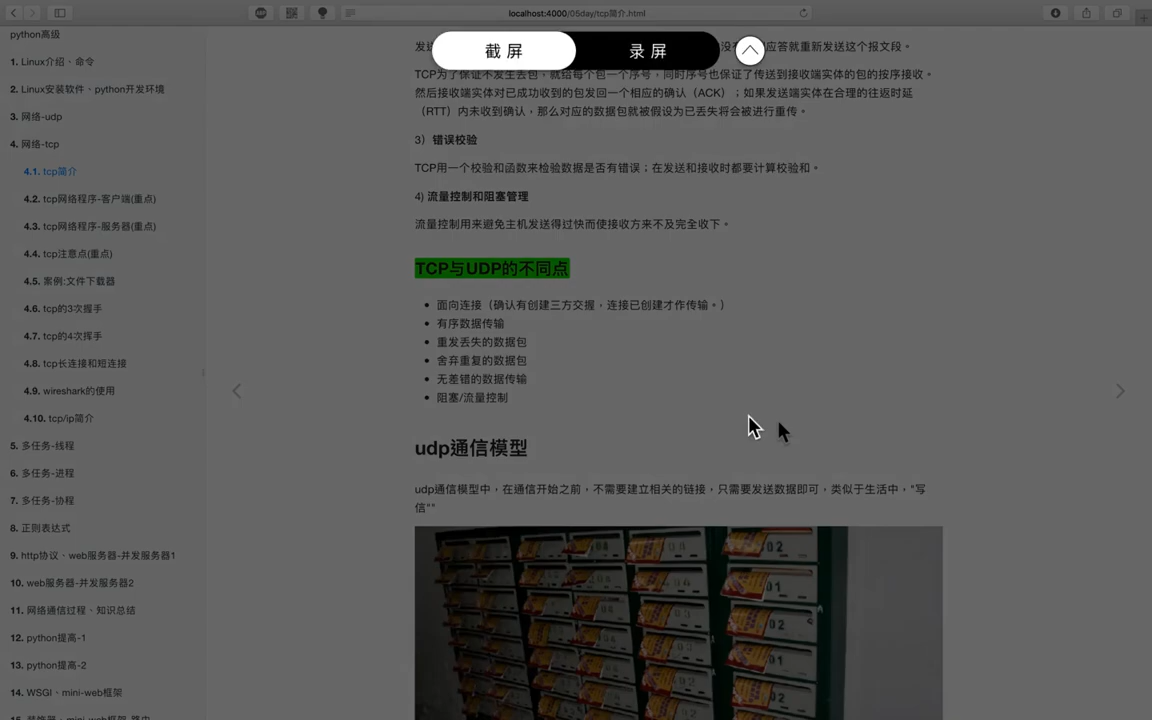 localhost:4000/05day/tcp简介.html
截屏
录屏
python高级
1. Linux介绍、命令
2. Linux安装软件、python开发环境
3. 网络-udp
4. 网络-tcp
4.1. tcp简介
4.2. tcp网络程序-客户端(重点)
4.3. tcp网络程序-服务器(重点)
4.4. tcp注意点(重点)
4.5. 案例:文件下载器
4.6. tcp的3次握手
4.7. tcp的4次挥手
4.8. tcp长连接和短连接
4.9. wireshark的使用
4.10. tcp/ip简介
5. 多任务-线程
6. 多任务-进程
7. 多任务-协程
8. 正则表达式
9. http协议、web服务器-并发服务器1
10. web服务器-并发服务器2
11. 网络通信过程、知识总结
12. python提高-1
13. python提高-2
14. WSGI、mini-web框架
应答就重新发送这个报文段。
TCP为了保证不发生丢包，就给每个包一个序号，同时序号也保证了传送到接收端实体的包的按序接收。
然后接收端实体对已成功收到的包发回一个相应的确认（ACK）；如果发送端实体在合理的往返时延
（RTT）内未收到确认，那么对应的数据包就被假设为已丢失将会被进行重传。
3）错误校验
TCP用一个校验和函数来检验数据是否有错误；在发送和接收时都要计算校验和。
4) 流量控制和阻塞管理
流量控制用来避免主机发送得过快而使接收方来不及完全收下。
TCP与UDP的不同点
面向连接（确认有创建三方交握，连接已创建才作传输。）
有序数据传输
重发丢失的数据包
舍弃重复的数据包
无差错的数据传输
阻塞/流量控制
udp通信模型
udp通信模型中，在通信开始之前，不需要建立相关的链接，只需要发送数据即可，类似于生活中，"写
信""